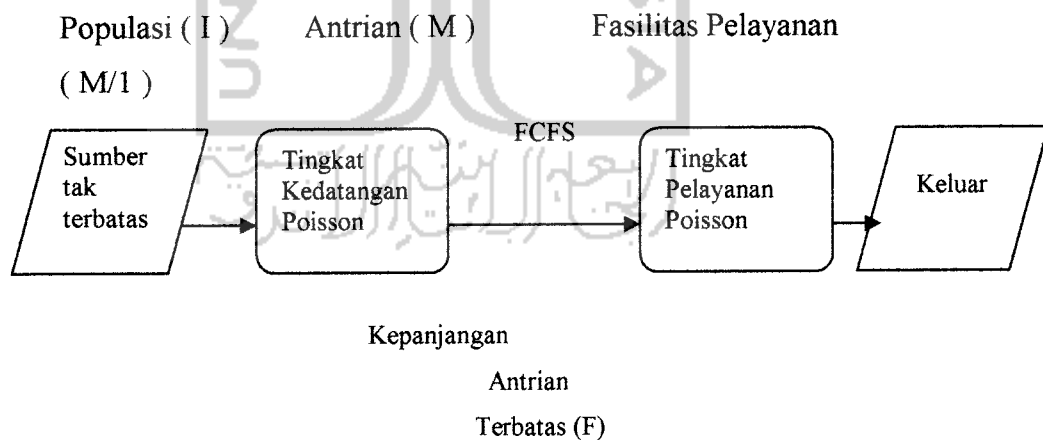 Populasi ( I ) Antrian ( M ) Fasilitas Pelayanan
( M/1 )
FCFS
Sumber
tak
terbatas
Tingkat
Kedatangan
Poisson
Tingkat
Pelayanan
Poisson
Keluar
Kepanjangan
Antrian
Terbatas (F)